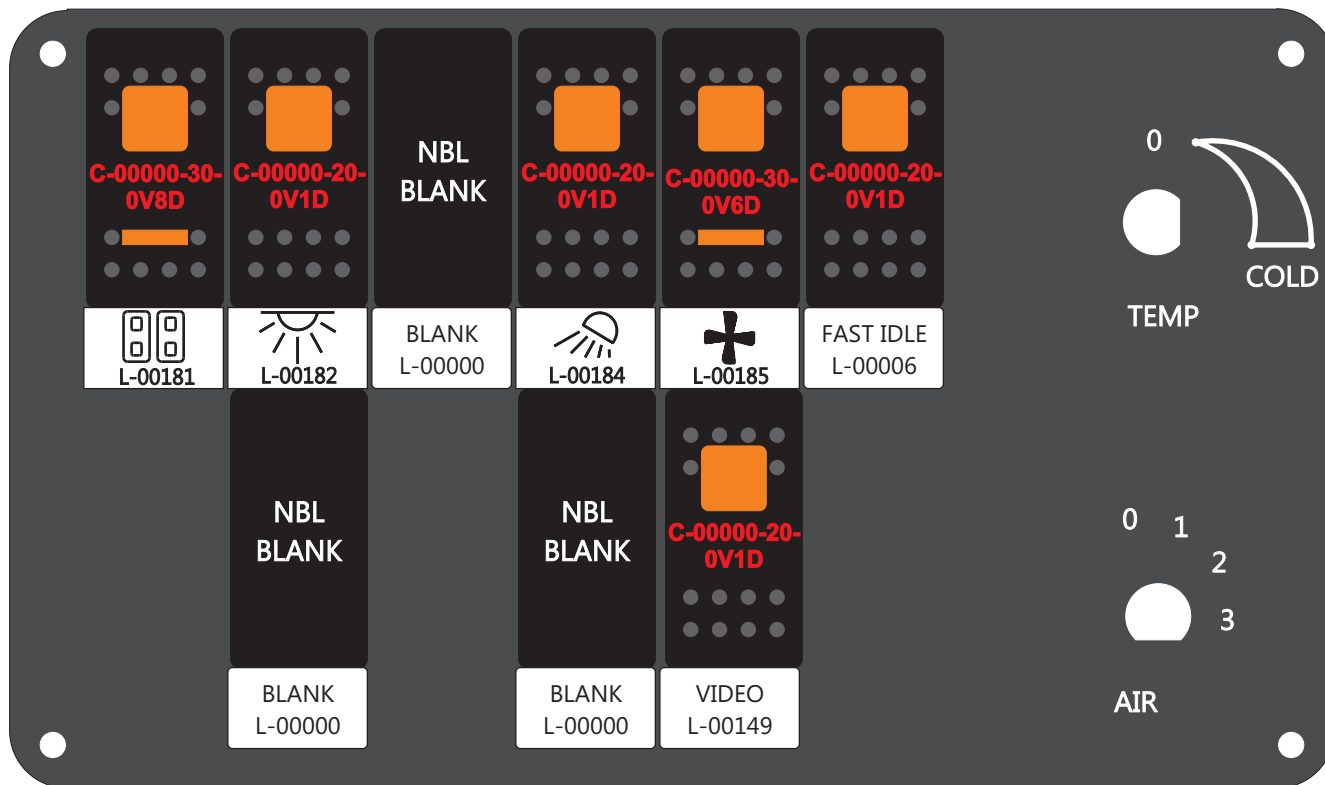 C-00000-30-
0V8D
C-00000-20-
0V1D
NBL
BLANK
C-00000-20-
0V1D
C-00000-30-
0V6D
C-00000-20-
0V1D
L-00181
L-00182
BLANK
L-00000
L-00184
L-00185
FAST IDLE
L-00006
0
COLD
TEMP
NBL
BLANK
NBL
BLANK
C-00000-20-
0V1D
BLANK
L-00000
BLANK
L-00000
VIDEO
L-00149
0
1
2
3
AIR